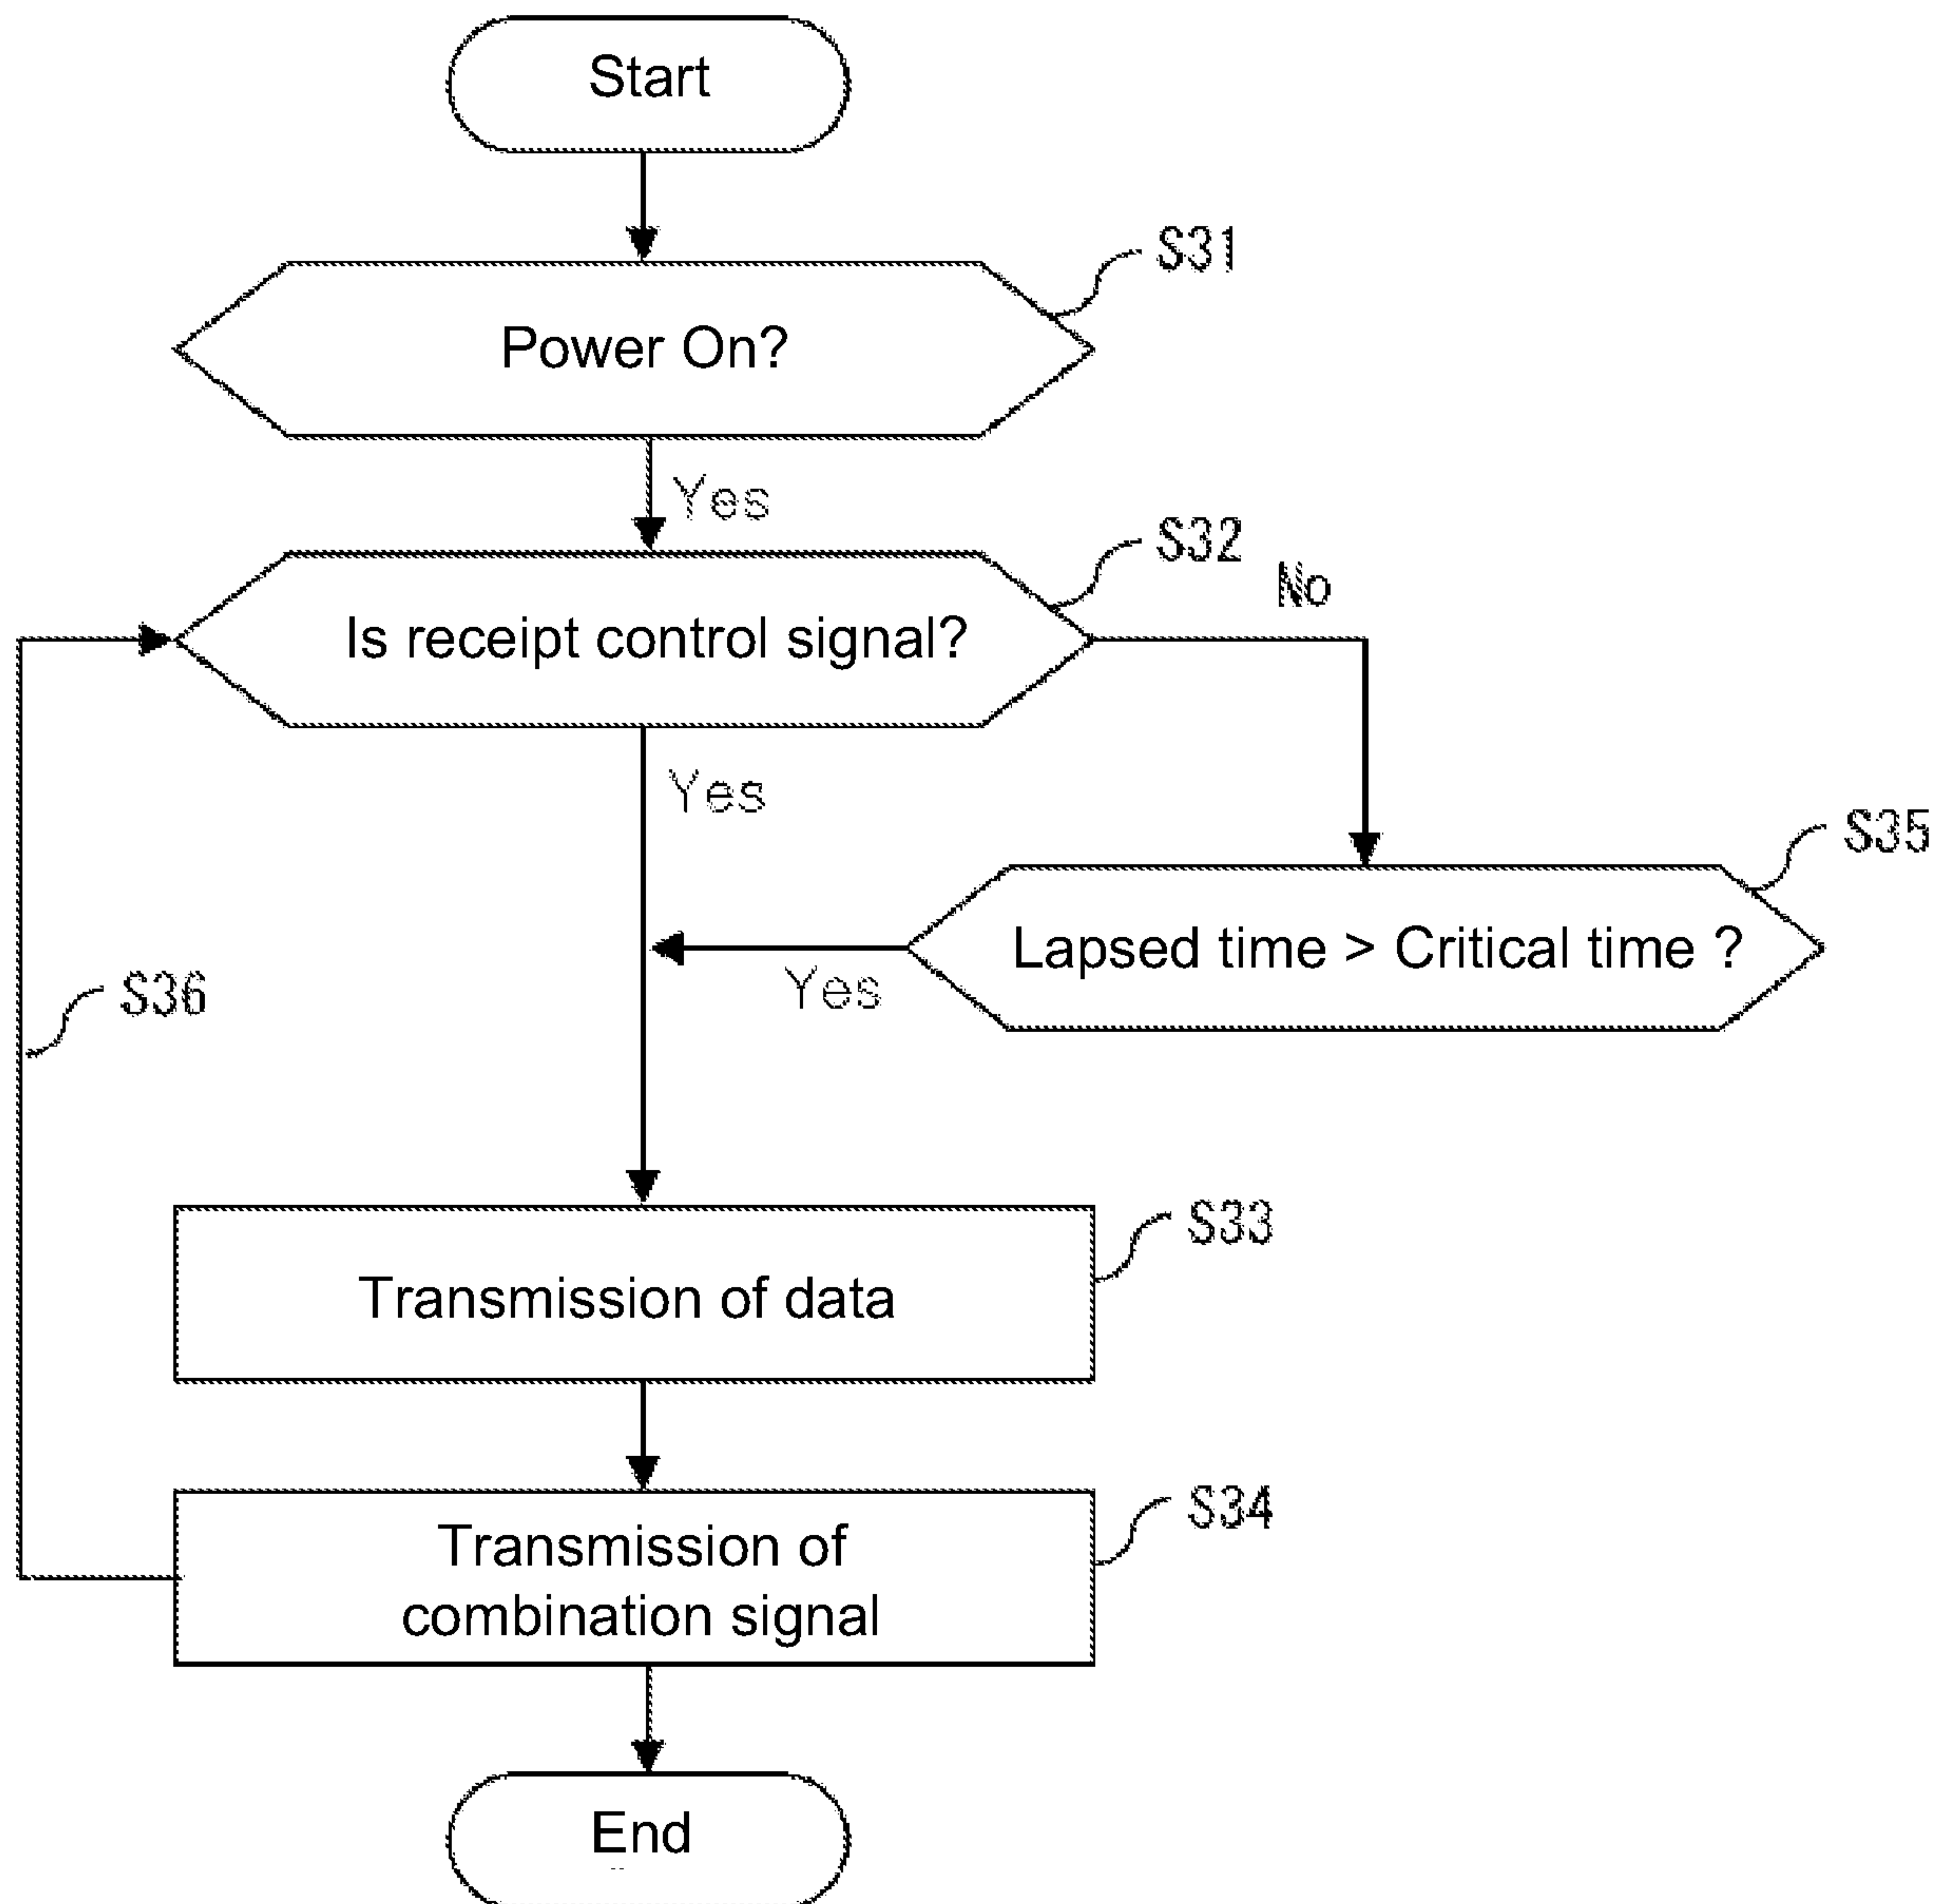 Start
S31
Power On?
Yes
S32
No
Is receipt control signal?
Yes
S35
Lapsed time > Critical time ?
Yes
S36
S33
Transmission of data
S34
Transmission of
combination signal
End